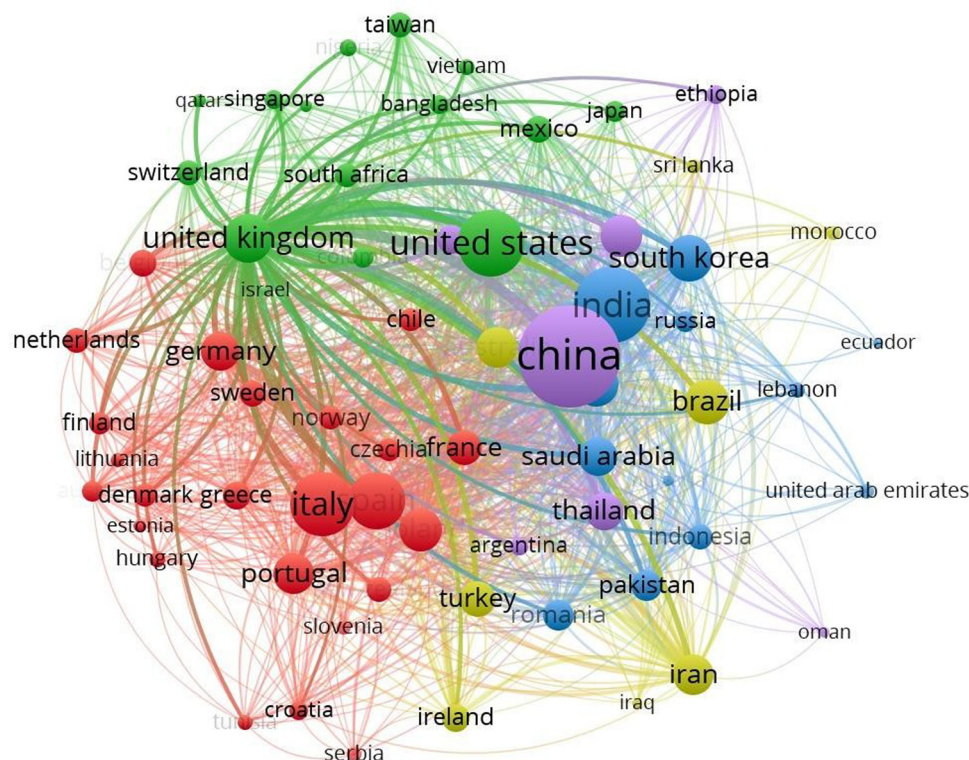 taiwan
nigeria
vietnam
qatar
singapore
bangladesh
ethiopia
japan
mexico
sri lanka
switzerland
south africa
united kingdom
united states
morocco
south korea
israel
india
chile
russia
netherlands
germany
china
ecuador
sweden
brazil
lebanon
finland
norway
czechia
france
lithuania
saudi arabia
denmark
greece
italy
spain
united arab emirates
thailand
estonia
indonesia
argentina
hungary
portugal
pakistan
turkey
romania
slovenia
oman
iran
iraq
croatia
ireland
tunisia
serbia